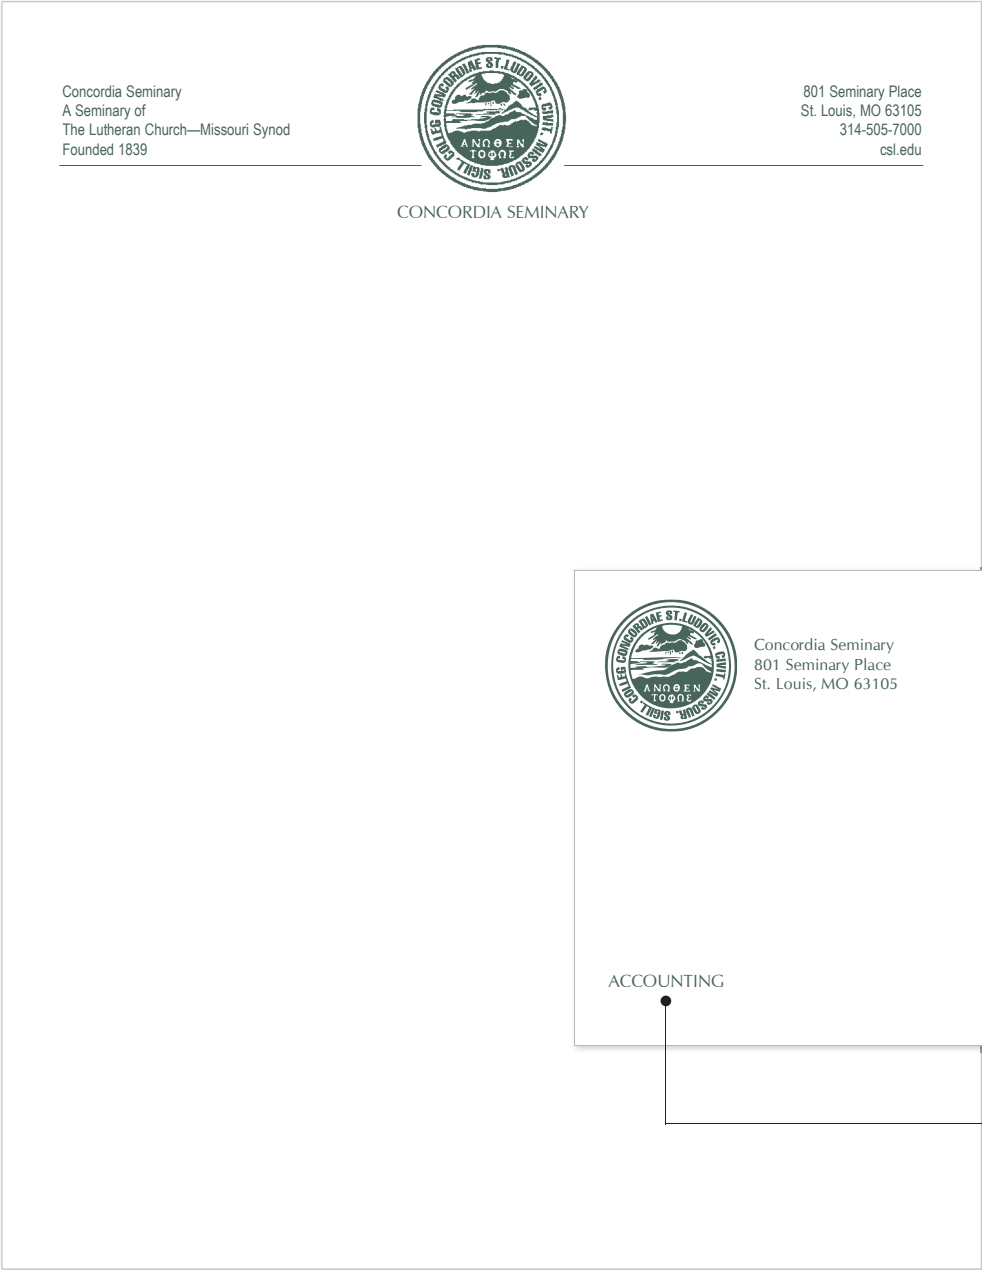 Concordia Seminary
A Seminary of
The Lutheran Church—Missouri Synod
Founded 1839
SIGILL. COLLEG CONCORDIAE ST.LUDOVIC. CIVIT. MISSOUR.
ΑΝΩΘΕΝ
ΤΟΦΩΣ
801 Seminary Place
St. Louis, MO 63105
314-505-7000
csl.edu
CONCORDIA SEMINARY
SIGILL. COLLEG CONCORDIAE ST.LUDOVIC. CIVIT. MISSOUR.
ΑΝΩΘΕΝ
ΤΟΦΩΣ
Concordia Seminary
801 Seminary Place
St. Louis, MO 63105
ACCOUNTING